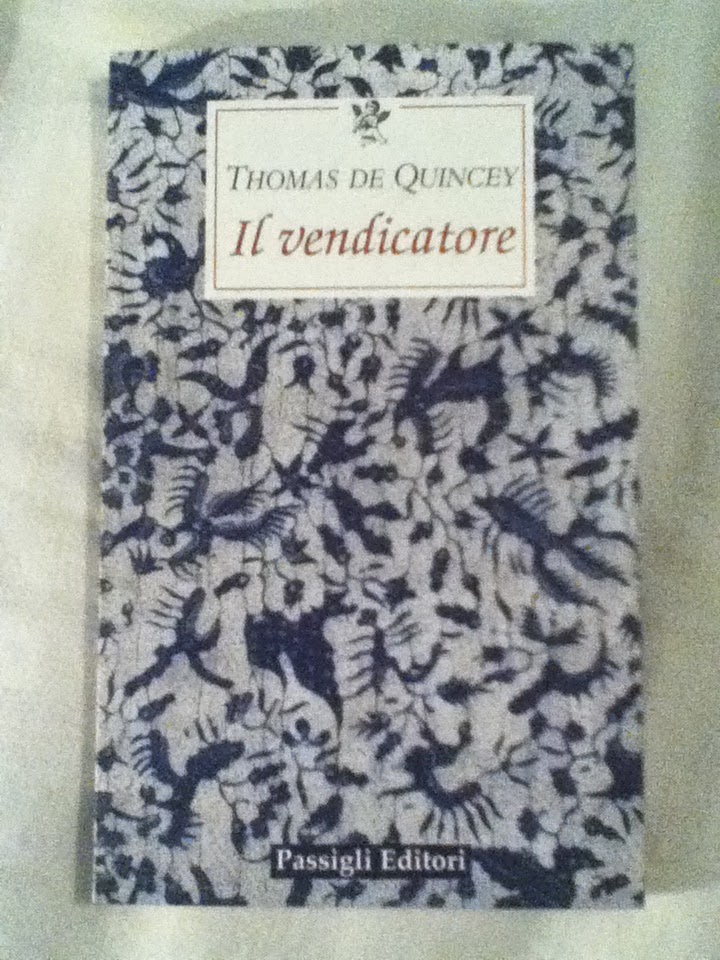 THOMAS DE QUINCEY
Il vendicatore
Passigli Editori